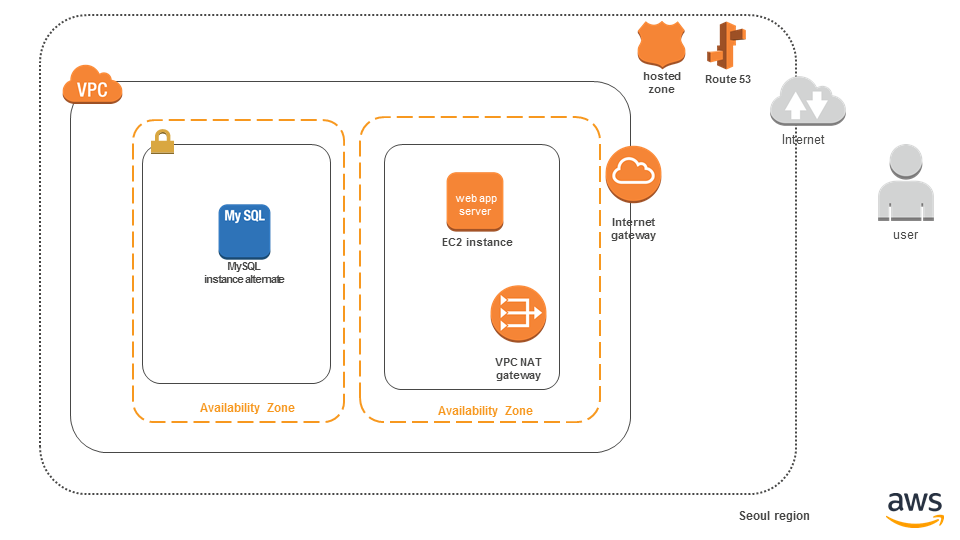 hosted
zone
Route 53
VPC
Internet
My SQL
MySQL
instance alternate
web app
server
EC2 instance
Internet
gateway
user
VPC NAT
gateway
Availability Zone
Availability Zone
Seoul region
aws